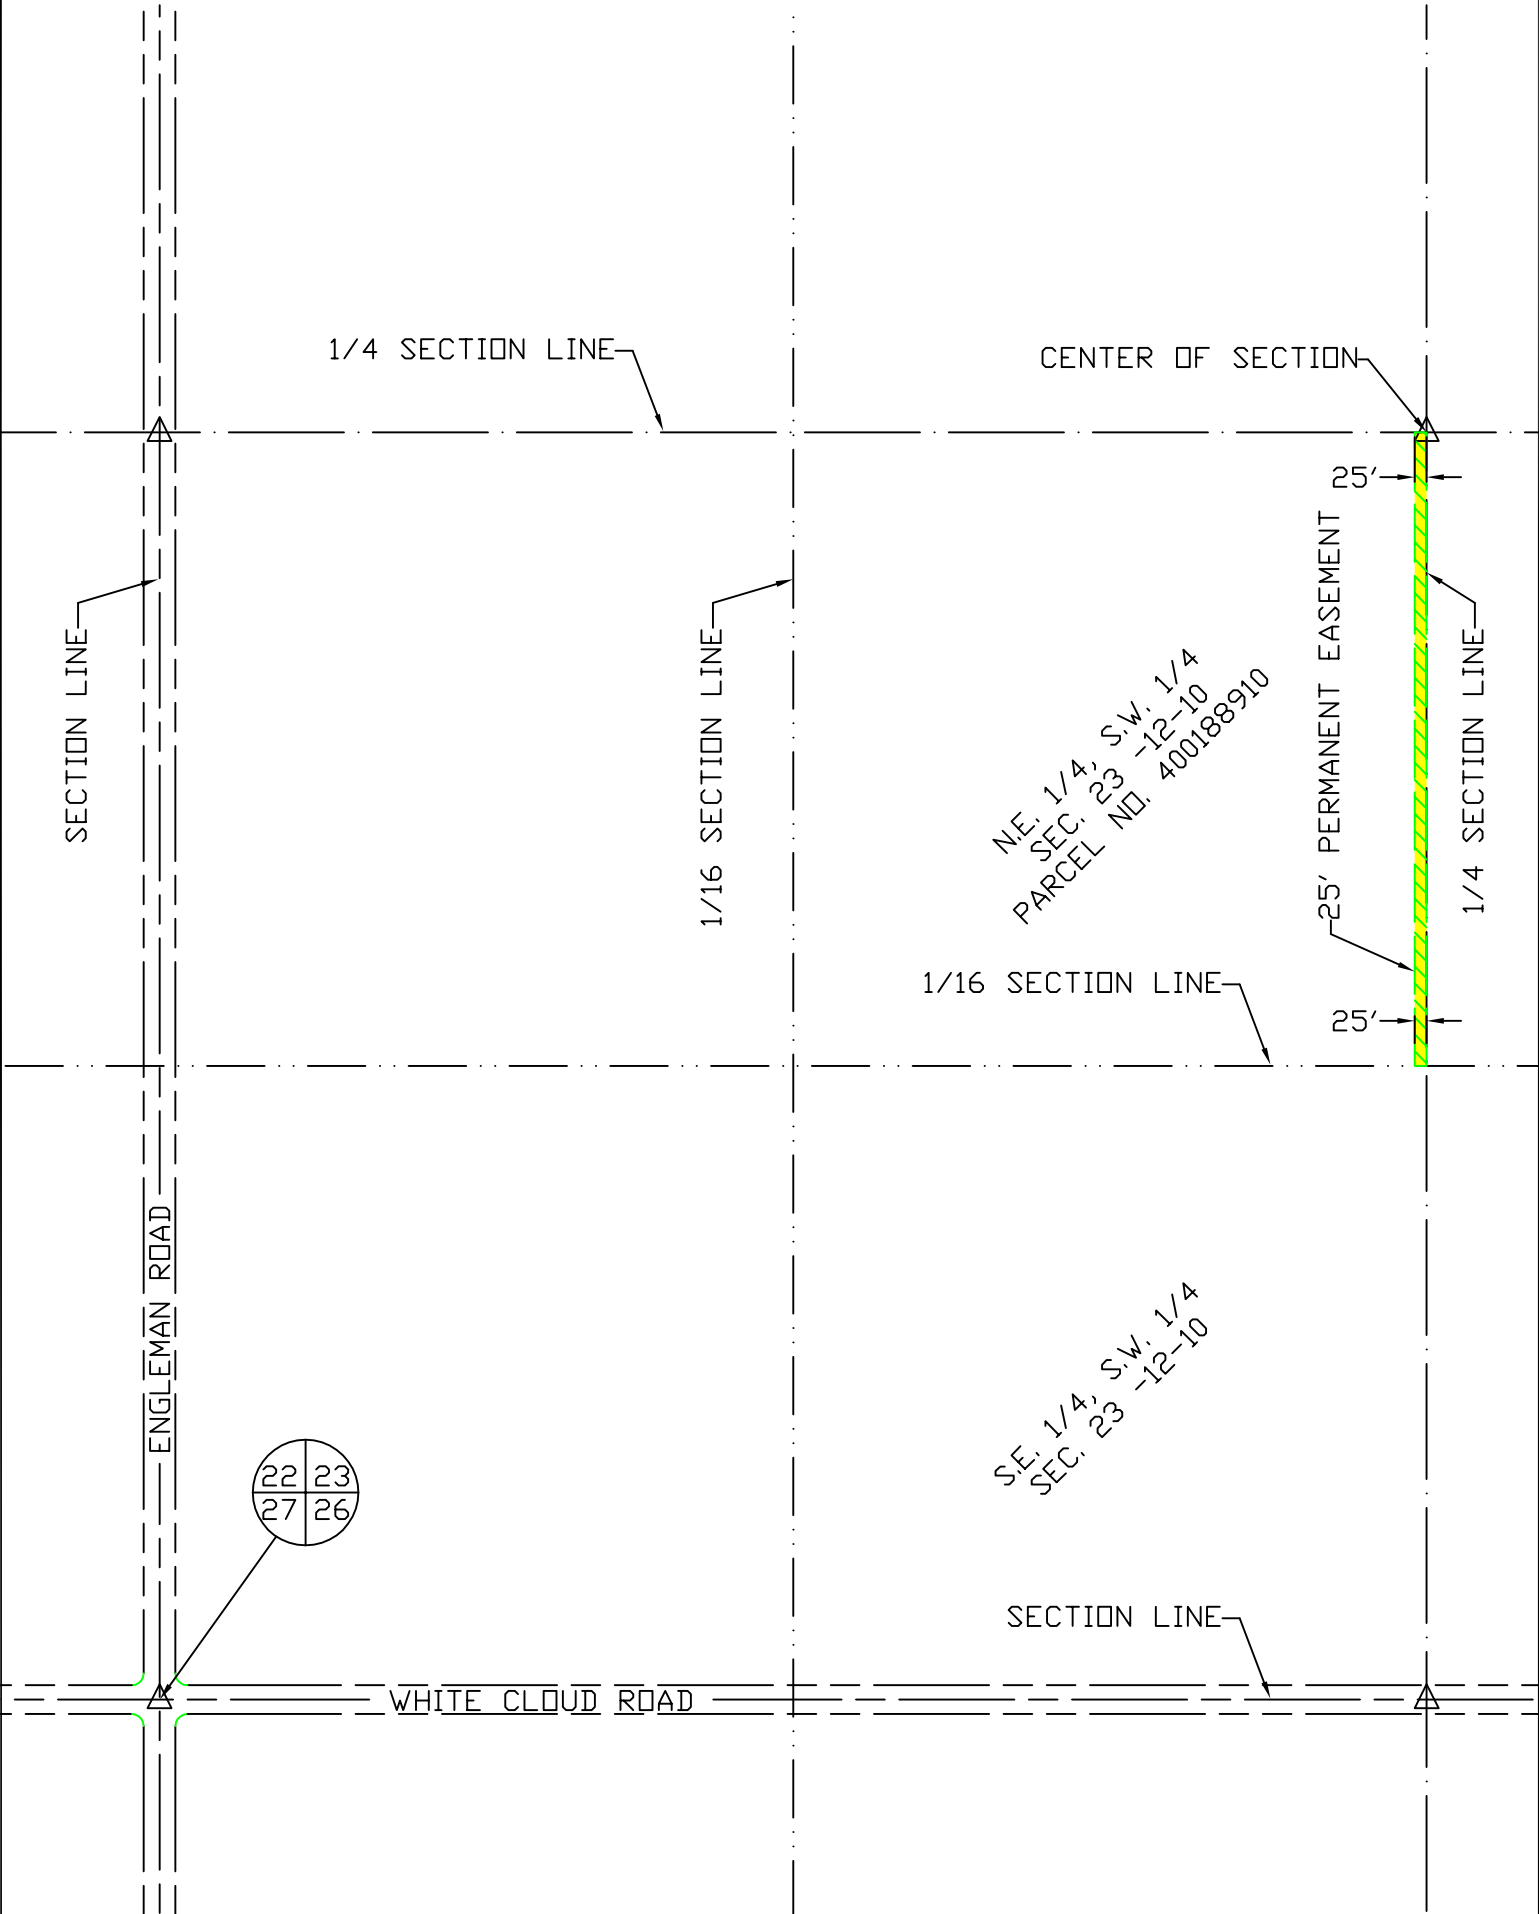 1/4 SECTION LINE
CENTER OF SECTION
25'
SECTION LINE
1/16 SECTION LINE
25' PERMANENT EASEMENT
1/4 SECTION LINE
N.E. 1/4, S.W. 1/4
SEC. 23 -12-10
PARCEL NO. 400188910
1/16 SECTION LINE
25'
ENGLEMAN ROAD
S.E. 1/4, S.W. 1/4
SEC. 23 -12-10
22 23
27 26
SECTION LINE
WHITE CLOUD ROAD